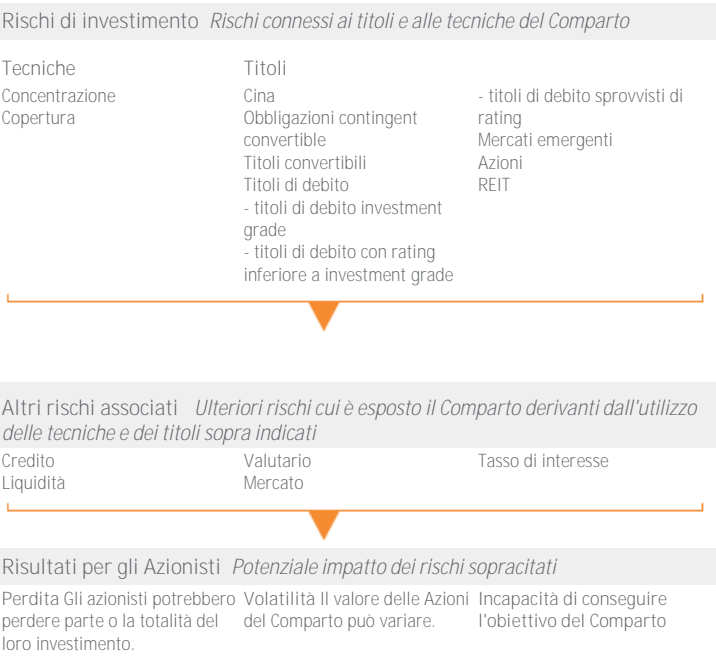 Rischi di investimento Rischi connessi ai titoli e alle tecniche del Comparto
Tecniche
Concentrazione
Copertura
Titoli
Cina
Obbligazioni contingent
convertible
Titoli convertibili
Titoli di debito
- titoli di debito investment
grade
- titoli di debito con rating
inferiore a investment grade
- titoli di debito sprovvisti di
rating
Mercati emergenti
Azioni
REIT
Altri rischi associati Ulteriori rischi cui è esposto il Comparto derivanti dall'utilizzo
delle tecniche e dei titoli sopra indicati
Credito
Liquidità
Valutario
Mercato
Tasso di interesse
Risultati per gli Azionisti Potenziale impatto dei rischi sopracitati
Perdita Gli azionisti potrebbero
perdere parte o la totalità del
loro investimento.
Volatilità Il valore delle Azioni
del Comparto può variare.
Incapacità di conseguire
l'obiettivo del Comparto